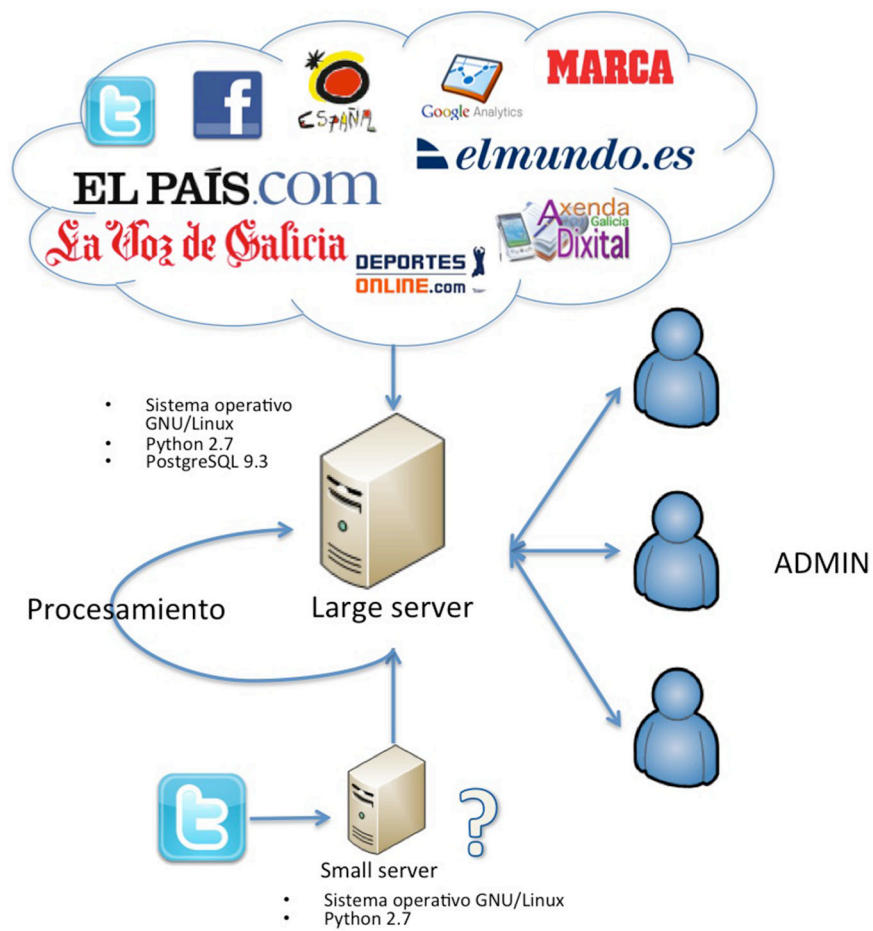 MARCA
ESPAÑA
Google Analytics
elmundo.es
EL PAÍS.com
Axenda
Galicia
Dixital
La Voz de Galicia
DEPORTES
ONLINE.com
• Sistema operativo
GNU/Linux
• Python 2.7
• PostgreSQL 9.3
ADMIN
Procesamiento
Large server
?
Small server
• Sistema operativo GNU/Linux
• Python 2.7